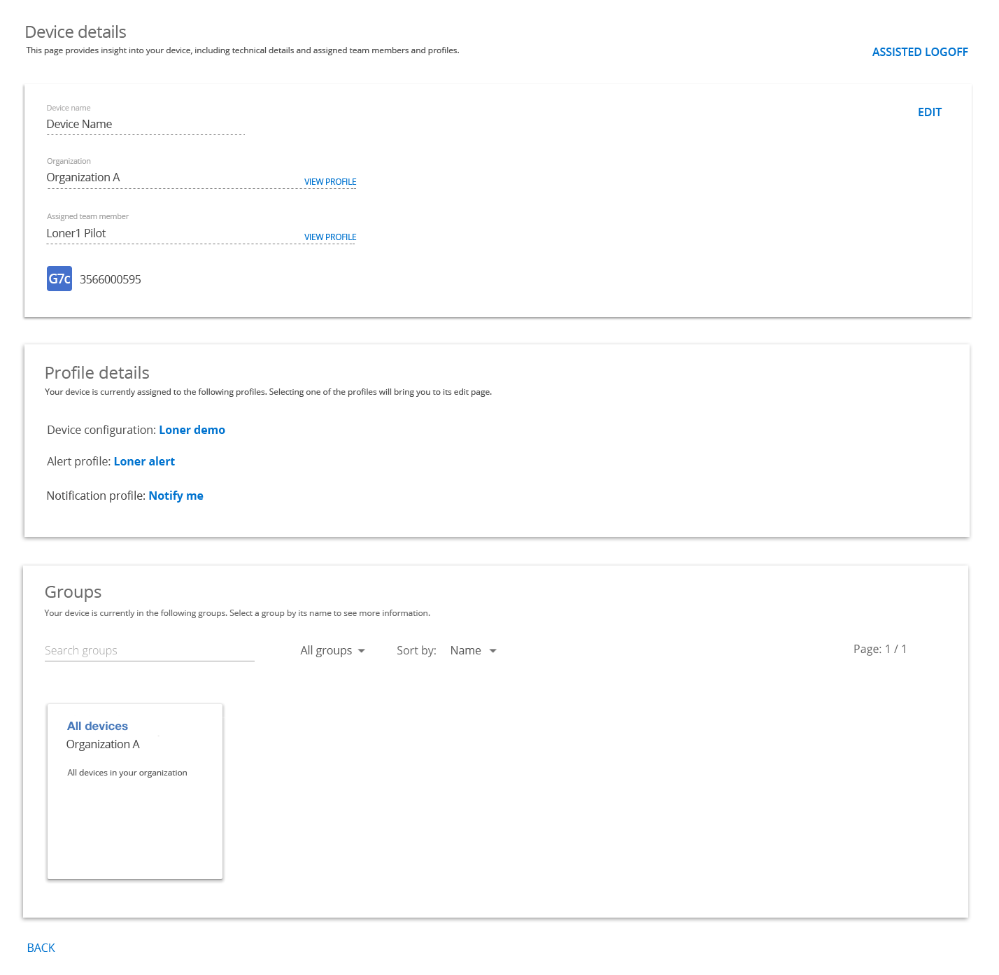 Device details
This page provides insight into your device, including technical details and assigned team members and profiles.
ASSISTED LOGOFF
Device name
Device Name
EDIT
Organization
Organization A
VIEW PROFILE
Assigned team member
Loner1 Pilot
VIEW PROFILE
G7c 3566000595
Profile details
Your device is currently assigned to the following profiles. Selecting one of the profiles will bring you to its edit page.
Device configuration: Loner demo
Alert profile: Loner alert
Notification profile: Notify me
Groups
Your device is currently in the following groups. Select a group by its name to see more information.
Search groups All groups Sort by: Name Page: 1 / 1
All devices
Organization A
All devices in your organization
BACK